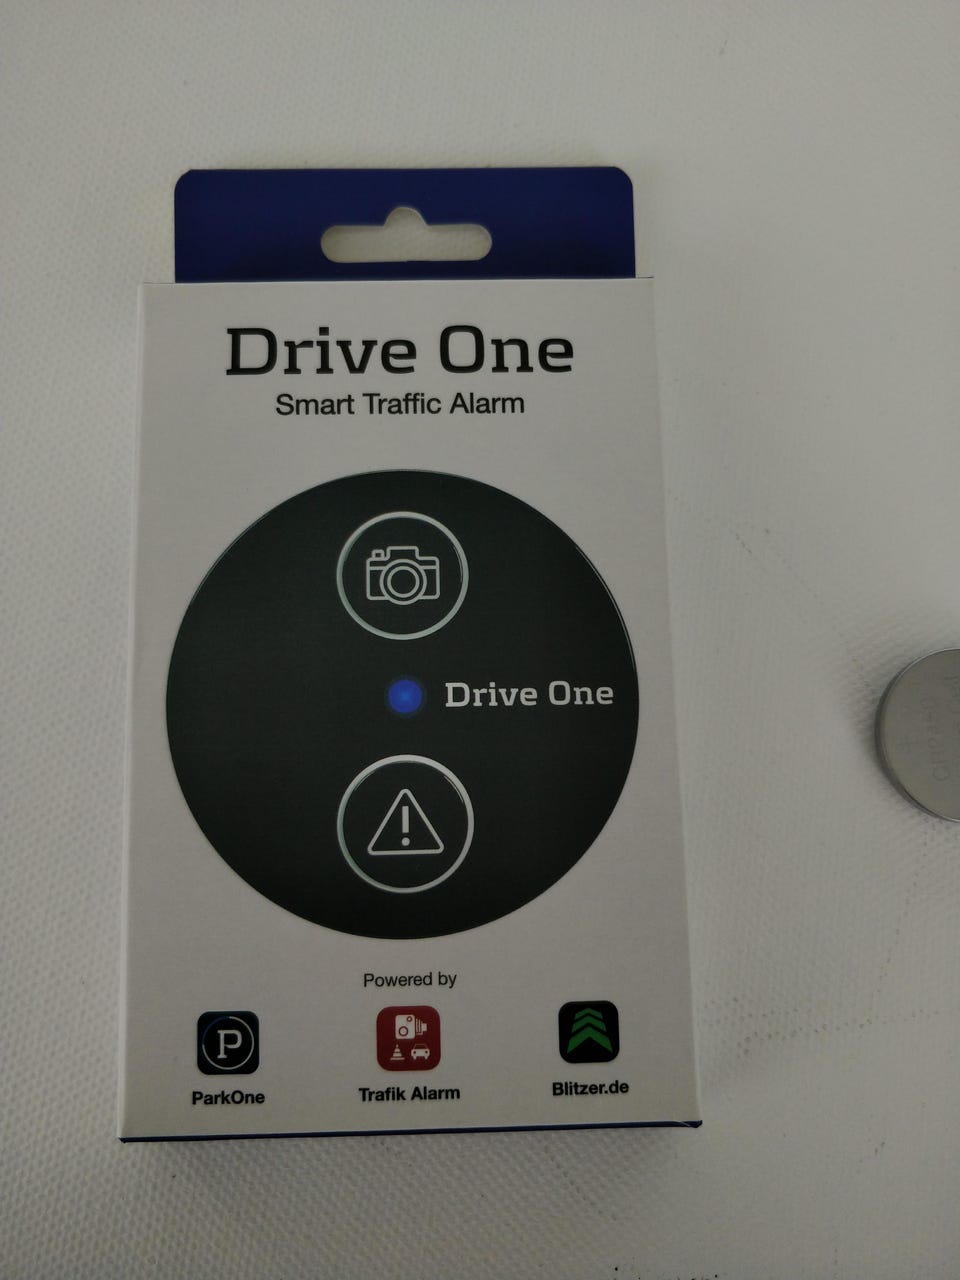 Drive One
Smart Traffic Alarm
Drive One
Powered by
P
ParkOne
Trafik Alarm
Blitzer.de